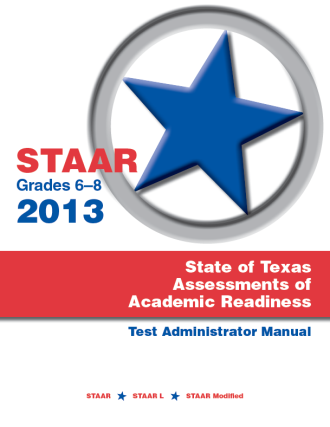 STAAR
Grades 6–8
2013
State of Texas
Assessments of
Academic Readiness
Test Administrator Manual
STAAR ★ STAAR L ★ STAAR Modified